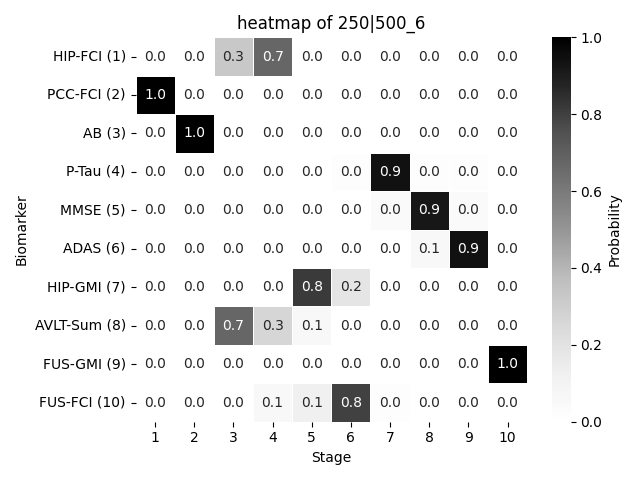 heatmap of 250|500_6
HIP-FCI (1) 0.0 0.0 0.3 0.7 0.0 0.0 0.0 0.0 0.0 0.0
PCC-FCI (2) 1.0 0.0 0.0 0.0 0.0 0.0 0.0 0.0 0.0 0.0
AB (3) 0.0 1.0 0.0 0.0 0.0 0.0 0.0 0.0 0.0 0.0
P-Tau (4) 0.0 0.0 0.0 0.0 0.0 0.0 0.9 0.0 0.0 0.0
MMSE (5) 0.0 0.0 0.0 0.0 0.0 0.0 0.0 0.9 0.0 0.0
ADAS (6) 0.0 0.0 0.0 0.0 0.0 0.0 0.0 0.1 0.9 0.0
HIP-GMI (7) 0.0 0.0 0.0 0.0 0.8 0.2 0.0 0.0 0.0 0.0
AVLT-Sum (8) 0.0 0.0 0.7 0.3 0.1 0.0 0.0 0.0 0.0 0.0
FUS-GMI (9) 0.0 0.0 0.0 0.0 0.0 0.0 0.0 0.0 0.0 1.0
FUS-FCI (10) 0.0 0.0 0.0 0.1 0.1 0.8 0.0 0.0 0.0 0.0
1 2 3 4 5 6 7 8 9 10
Stage
Biomarker
1.0
0.8
0.6
0.4
0.2
0.0
Probability